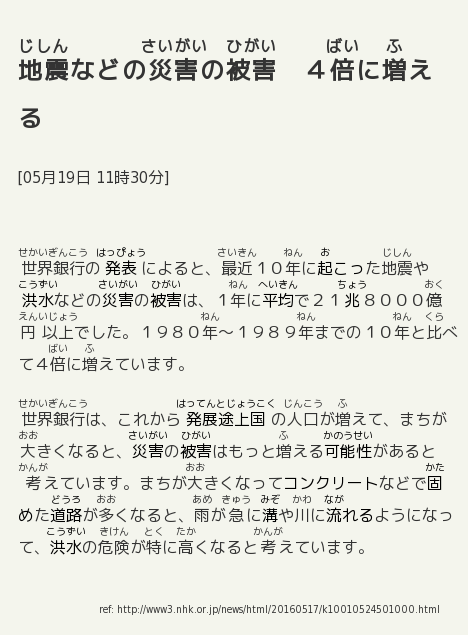 じしん さいがい ひがい ばい ふ
地震などの災害の被害　４倍に増え
る
[05月19日 11時30分]
せかいぎんこう はっぴょう さいきん ねん お じしん
世界銀行の発表によると、最近１０年に起こった地震や
こうずい さいがい ひがい ねん へいきん ちょう おく
洪水などの災害の被害は、１年に平均で２１兆８０００億
えんいじょう ねん ねん ねん くら
円以上でした。１９８０年～１９８９年までの１０年と比べ
ばい ふ
て４倍に増えています。
せかいぎんこう はってんとじょうこく じんこう ふ
世界銀行は、これから発展途上国の人口が増えて、まちが
おお さいがい ひがい ふ かのうせい
大きくなると、災害の被害はもっと増える可能性があると
かんが おお かた
考えています。まちが大きくなってコンクリートなどで固
どうろ おお あめ きゅう みぞ かわ なが
めた道路が多くなると、雨が急に溝や川に流れるようになっ
こうずい きけん とく たか かんが
て、洪水の危険が特に高くなると考えています。
ref: http://www3.nhk.or.jp/news/html/20160517/k10010524501000.html